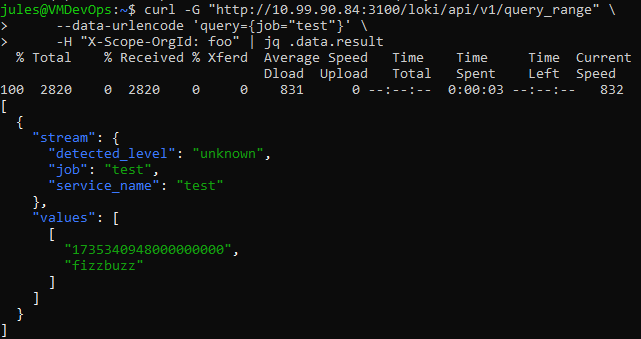 jules@VMDevOps:~$ curl -G "http://10.99.90.84:3100/loki/api/v1/query_range" \
>      --data-urlencode 'query={job="test"}' \
>      -H "X-Scope-OrgId: foo" | jq .data.result
  % Total    % Received % Xferd  Average Speed   Time    Time     Time  Current
                                 Dload  Upload   Total   Spent    Left  Speed
100  2820    0  2820    0     0    831      0 --:--:--  0:00:03 --:--:--   832
[
  {
    "stream": {
      "detected_level": "unknown",
      "job": "test",
      "service_name": "test"
    },
    "values": [
      [
        "1735340948000000000",
        "fizzbuzz"
      ]
    ]
  }
]